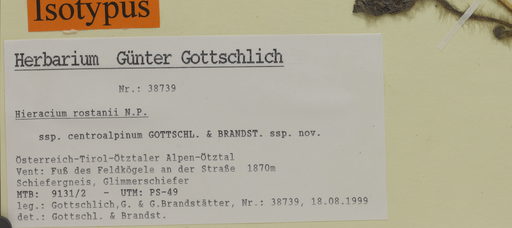 Isotypus
Herbarium Günter Gottschlich
Nr.: 38739
Hieracium rostanii N.P.
ssp. centroalpinum GOTTSCHL. & BRANDST. ssp. nov.
Österreich-Tirol-Ötztaler Alpen-Ötztal
Vent: Fuß des Feldkögele an der Straße 1870m
Schiefergneis, Glimmerschiefer
MTB: 9131/2 - UTM: PS-49
leg.: Gottschlich,G. & G.Brandstätter, Nr.: 38739, 18.08.1999
det.: Gottschl. & Brandst.